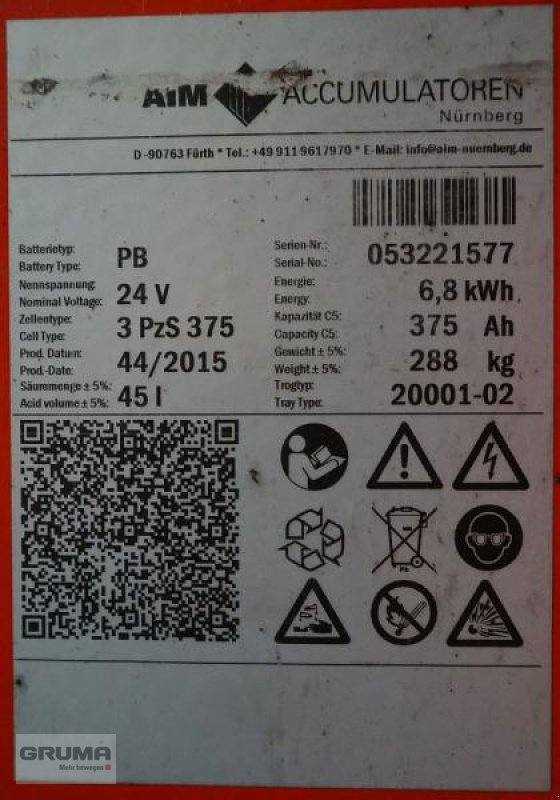 AIM ACCUMULATOREN
Nürnberg
D-90763 Fürth * Tel.: +49 911 9617970 * E-Mail: info@aim-nuernberg.de
Batterietyp:
Battery Type: PB
Nennspannung:
Nominal Voltage: 24 V
Zellentype:
Cell Type: 3 PzS 375
Prod. Datum:
Prod.-Date: 44/2015
Säuremenge ± 5%:
Acid volume ± 5%: 45 l
Serien-Nr.:
Serial-No.: 053221577
Energie:
Energy: 6,8 kWh
Kapazität C5:
Capacity C5: 375 Ah
Gewicht ± 5%:
Weight ± 5%: 288 kg
Trogtyp:
Tray Type: 20001-02
Pb
GRUMA
Mehr bewegen